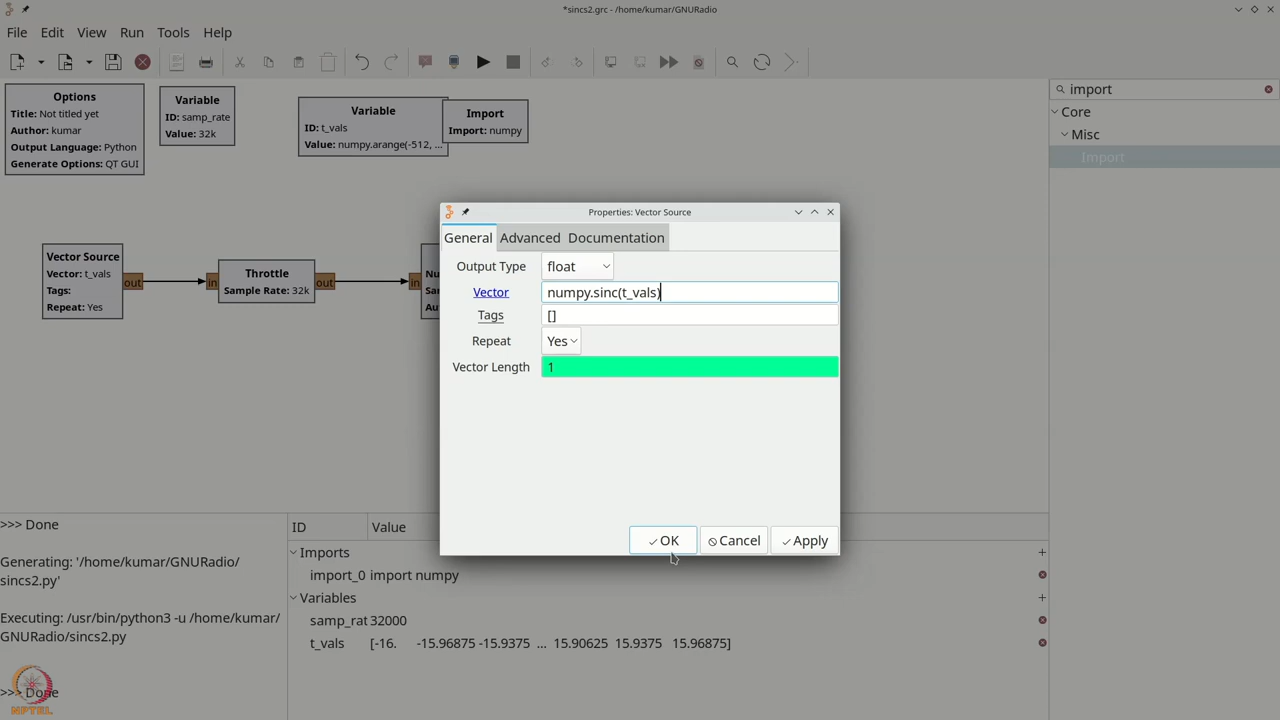 *sincs2.grc - /home/kumar/GNURadio
File Edit View Run Tools Help
Options
Title: Not titled yet
Author: kumar
Output Language: Python
Generate Options: QT GUI
Variable
ID: samp_rate
Value: 32k
Variable
ID: t_vals
Value: numpy.arange(-512, ...
Import
Import: numpy
import
Core
Misc
Import
Vector Source
Vector: t_vals
Tags:
Repeat: Yes
out
in
Throttle
Sample Rate: 32k
out
in
Nu
Sa
Au
Properties: Vector Source
General Advanced Documentation
Output Type float
Vector numpy.sinc(t_vals)
Tags []
Repeat Yes
Vector Length 1
OK Cancel Apply
>>> Done
Generating: '/home/kumar/GNURadio/
sincs2.py'
Executing: /usr/bin/python3 -u /home/kumar/
GNURadio/sincs2.py
>>> Done
NPTEL
ID Value
Imports
import_0 import numpy
Variables
samp_rat 32000
t_vals [-16. -15.96875 -15.9375 ... 15.90625 15.9375 15.96875]